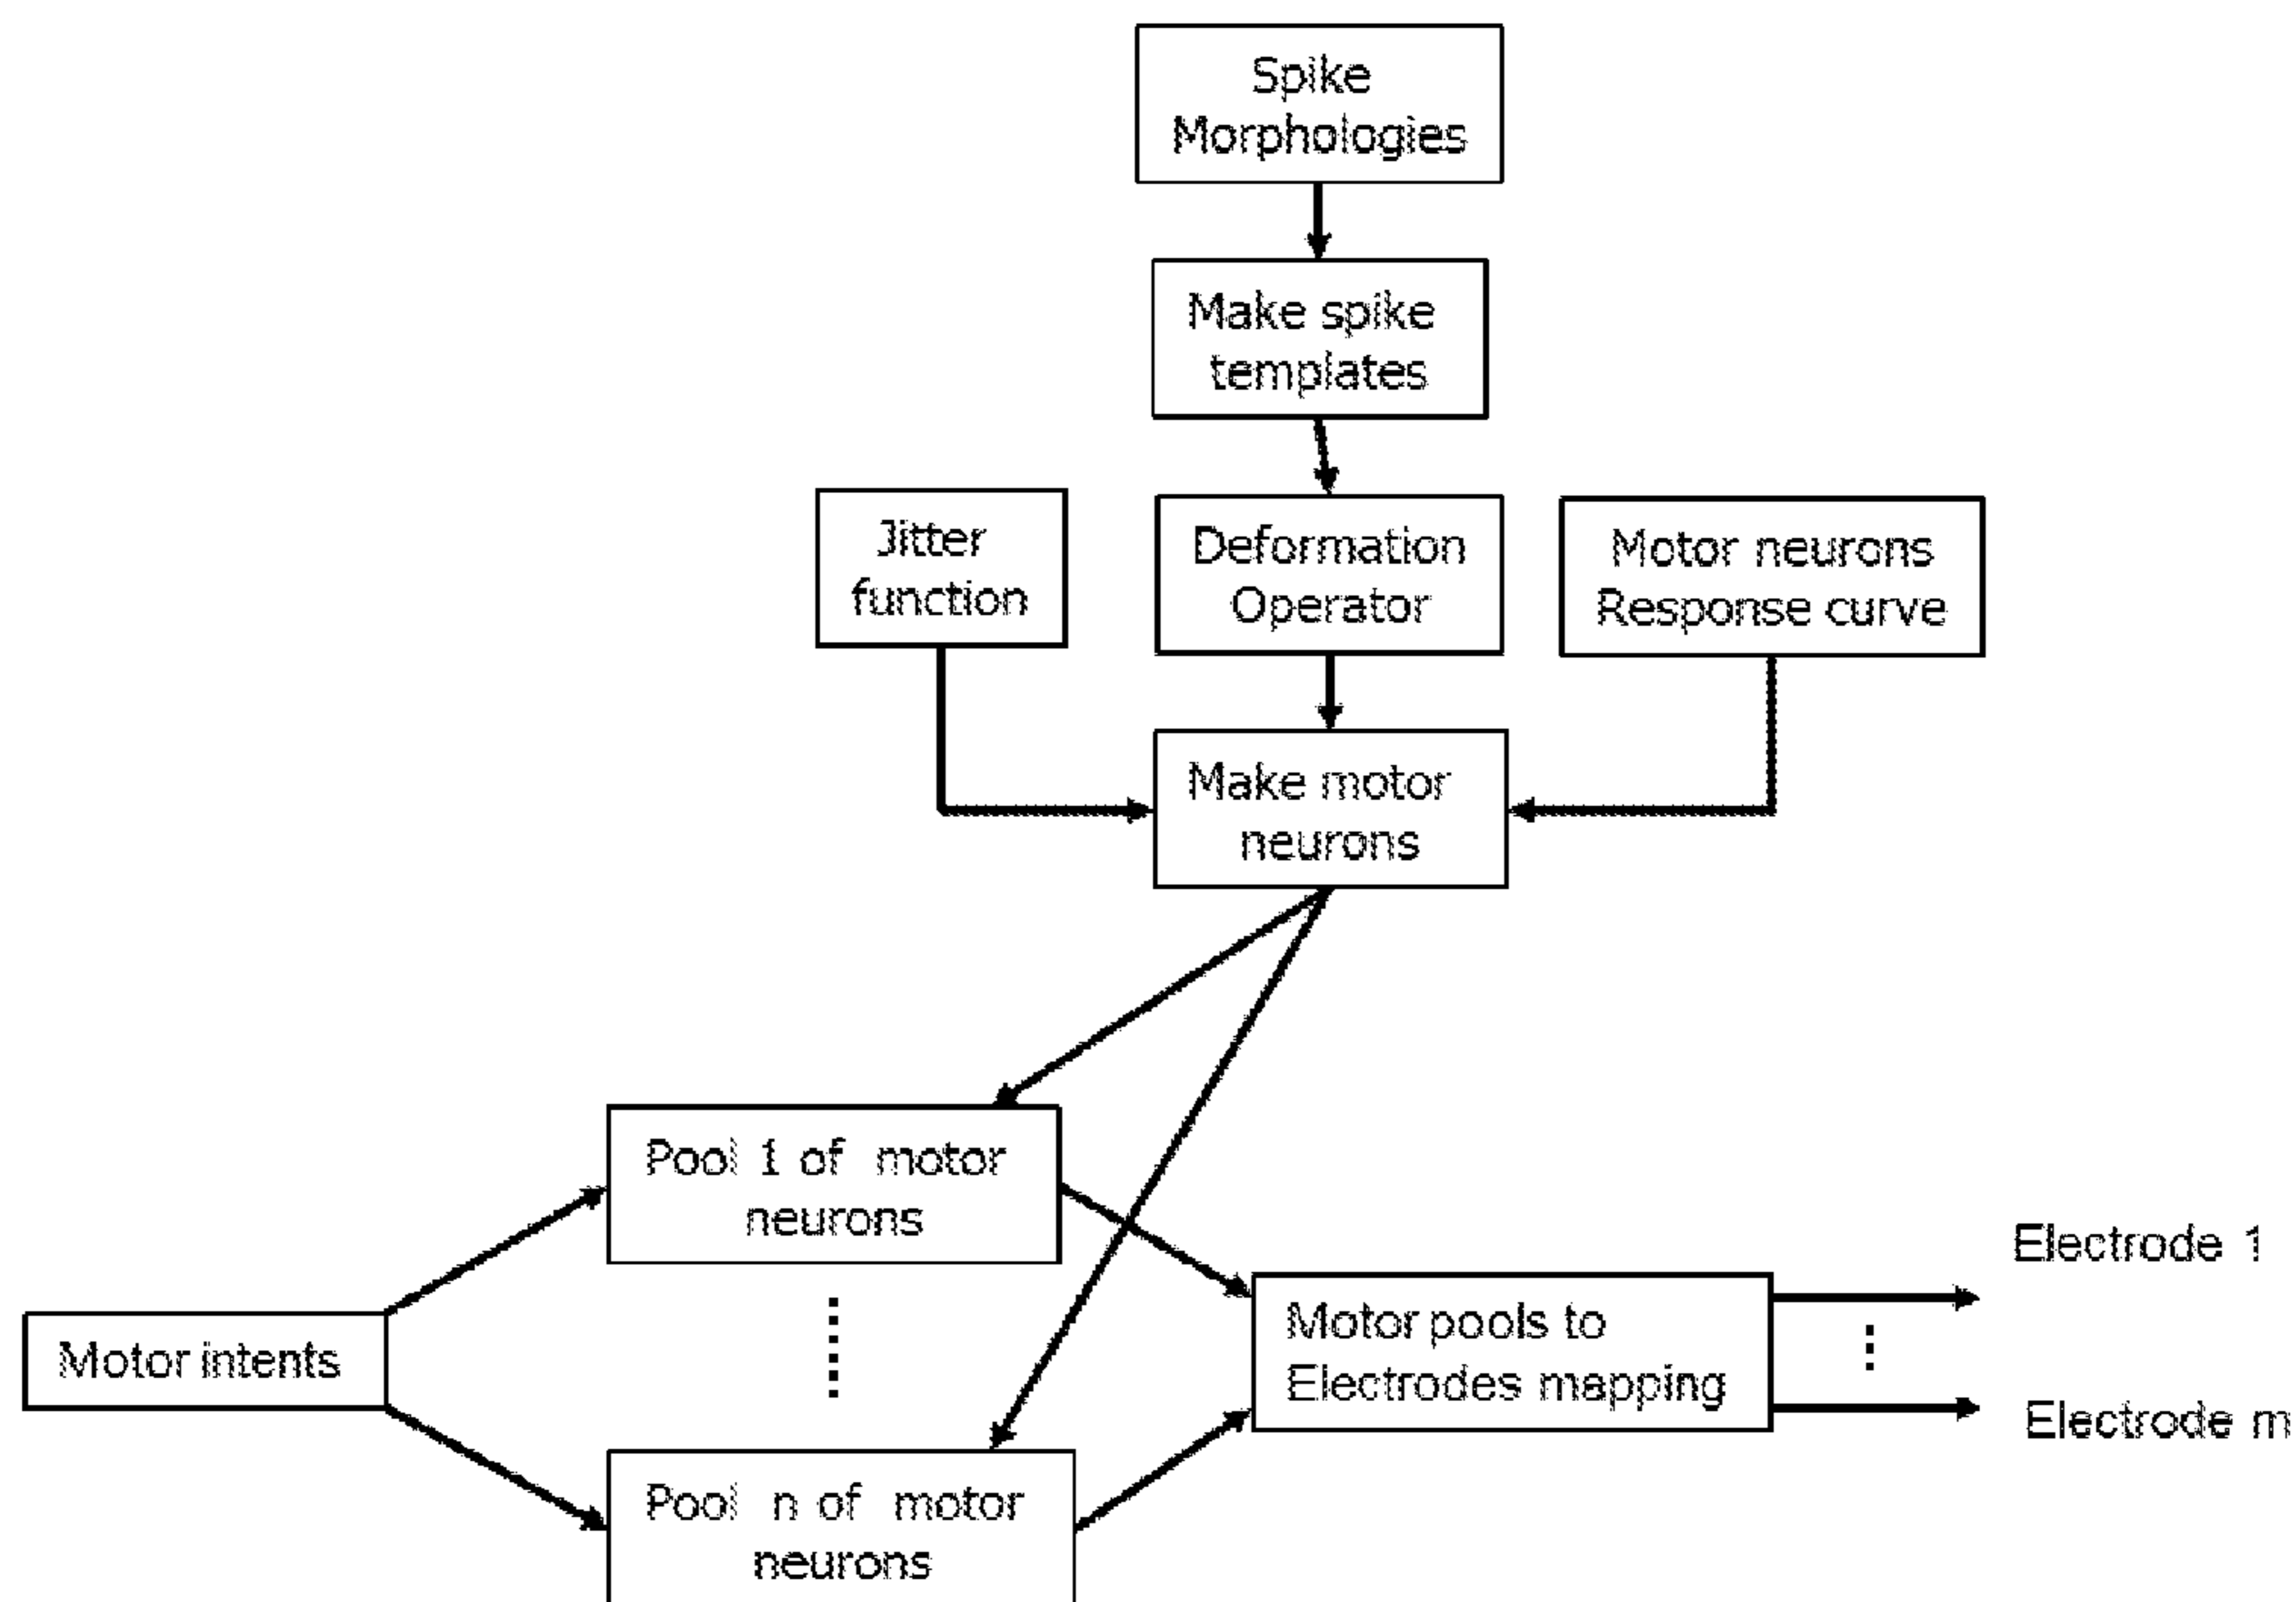 Spike
Morphologies
Make spike
templates
Jitter
function
Deformation
Operator
Motor neurons
Response curve
Make motor
neurons
Pool 1 of motor
neurons
Motor intents
Pool n of motor
neurons
Motor pools to
Electrodes mapping
Electrode 1
Electrode m